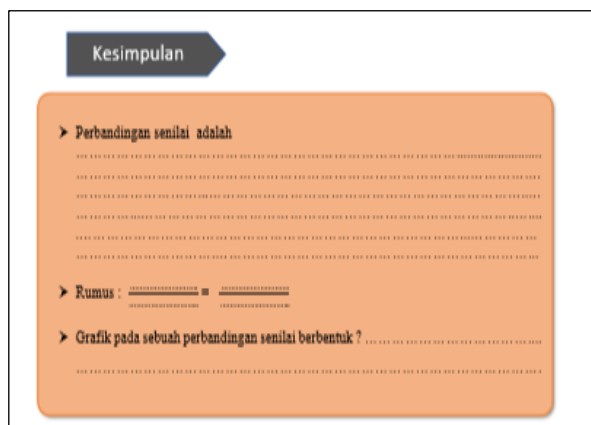 Kesimpulan
➤ Perbandingan senilai adalah
................................................................................
................................................................................
................................................................................
................................................................................
................................................................................
................................................................................
➤ Rumus : .................... = ....................
.................... ....................
➤ Grafik pada sebuah perbandingan senilai berbentuk ? ........................................
................................................................................